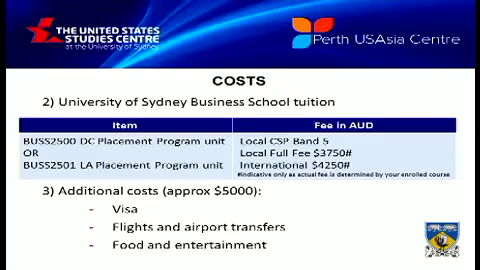 THE UNITED STATES
STUDIES CENTRE
at the University of Sydney
Perth USAsia Centre
COSTS
2) University of Sydney Business School tuition
Item
Fee in AUD
BUSS2500 DC Placement Program unit
OR
BUSS2501 LA Placement Program unit
Local CSP Band 5
Local Full Fee $3750#
International $4250#
#indicative only as actual fee is determined by your enrolled course
3) Additional costs (approx $5000):
- Visa
- Flights and airport transfers
- Food and entertainment